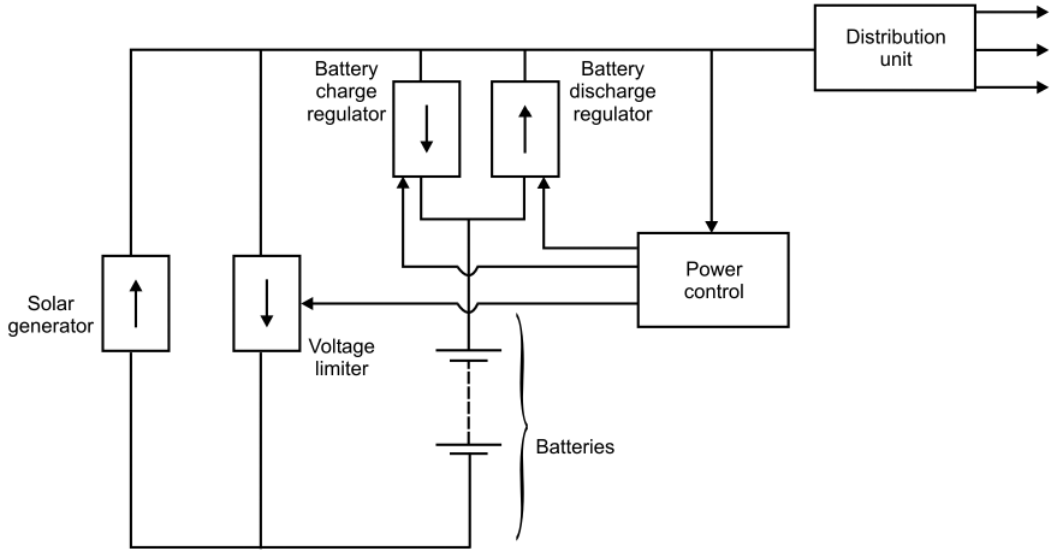 Distribution
unit
Battery
charge
regulator
Battery
discharge
regulator
Power
control
Solar
generator
Voltage
limiter
Batteries